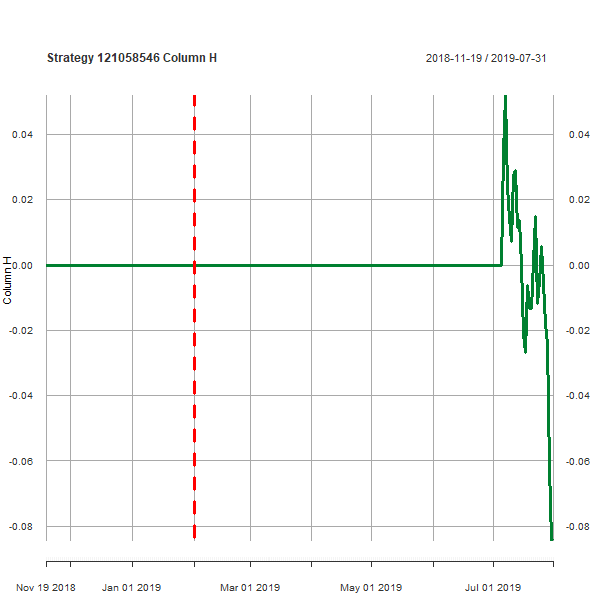 Strategy 121058546 Column H
2018-11-19 / 2019-07-31
0.04
0.04
0.02
0.02
0.00
0.00
-0.02
-0.02
-0.04
-0.04
-0.06
-0.06
-0.08
-0.08
Column H
Nov 19 2018
Jan 01 2019
Mar 01 2019
May 01 2019
Jul 01 2019